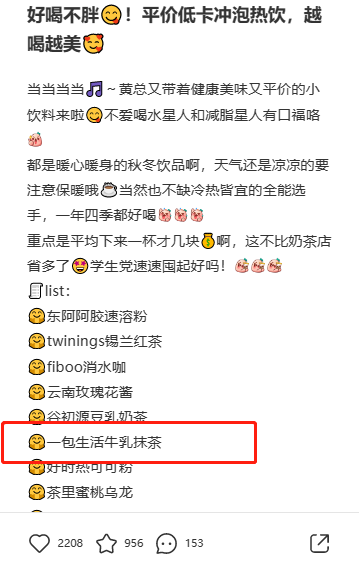 好喝不胖😋！平价低卡冲泡热饮，越
喝越美🥰
当当当当🎵～黄总又带着健康美味又平价的小
饮料来啦😋不爱喝水星人和减脂星人有口福咯
都是暖心暖身的秋冬饮品啊，天气还是凉凉的要
注意保暖哦☕当然也不缺冷热皆宜的全能选
手，一年四季都好喝
重点是平均下来一杯才几块💰啊，这不比奶茶店
省多了🤩学生党速速囤起好吗！
🧾list：
🤗东阿阿胶速溶粉
🤗twinings锡兰红茶
🤗fiboo消水咖
🤗云南玫瑰花酱
🤗谷初源豆乳奶茶
🤗一包生活牛乳抹茶
🤗好时热可可粉
🤗茶里蜜桃乌龙
2208 956 153